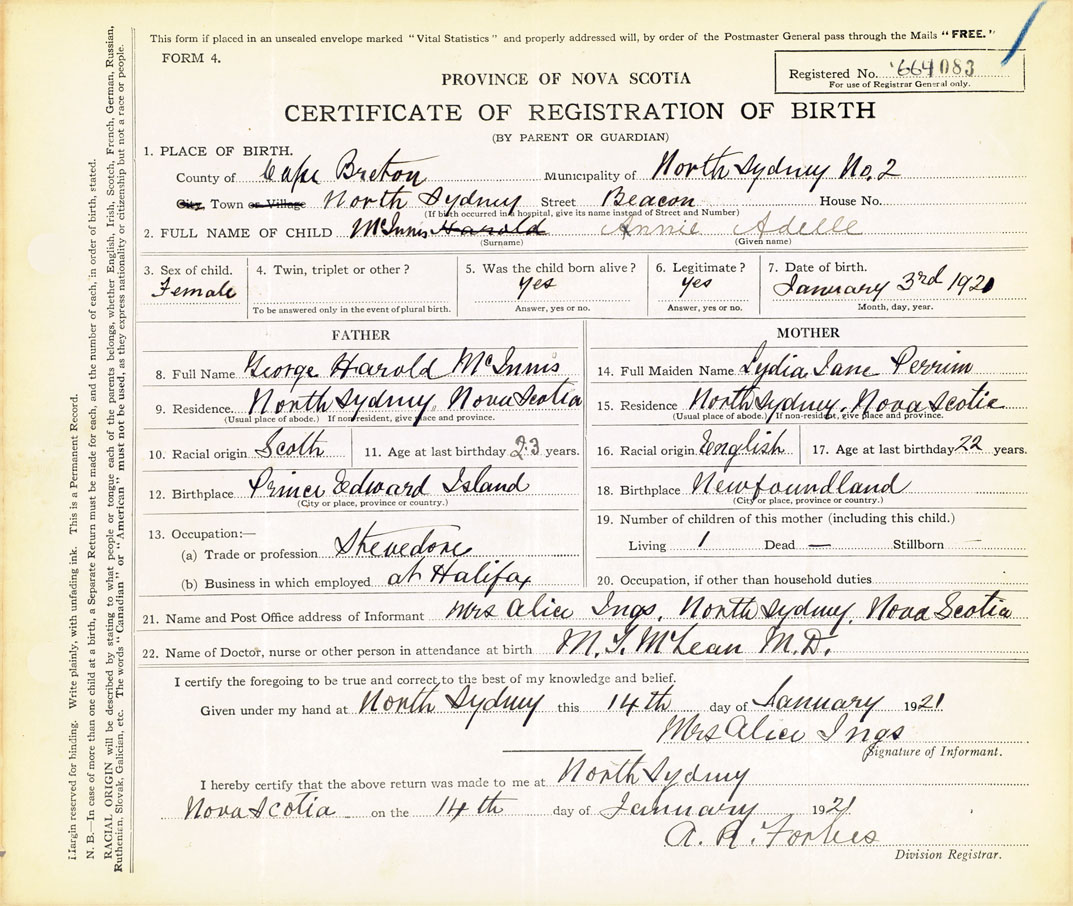 This form if placed in an unsealed envelope marked "Vital Statistics" and properly addressed will, by order of the Postmaster General pass through the Mails "FREE."
FORM 4.
Registered No. 664083
For use of Registrar General only.
PROVINCE OF NOVA SCOTIA
CERTIFICATE OF REGISTRATION OF BIRTH
(BY PARENT OR GUARDIAN)
1. PLACE OF BIRTH.
County of Cape Breton Municipality of North Sydney No. 2
City, Town or Village North Sydney Street Beacon House No.
(If birth occurred in a hospital, give its name instead of Street and Number)
2. FULL NAME OF CHILD McInnis Harold Annie Adelle
(Surname) (Given name)
3. Sex of child. 4. Twin, triplet or other? 5. Was the child born alive? 6. Legitimate? 7. Date of birth.
Female yes yes January 3rd 1921
To be answered only in the event of plural birth. Answer, yes or no. Answer, yes or no. Month, day, year.
FATHER
8. Full Name George Harold McInnis
9. Residence North Sydney, Nova Scotia
(Usual place of abode.) If non-resident, give place and province.
10. Racial origin Scoth 11. Age at last birthday 23 years.
12. Birthplace Prince Edward Island
(City or place, province or country.)
13. Occupation:—
(a) Trade or profession Stevedore
(b) Business in which employed at Halifax
MOTHER
14. Full Maiden Name Lydia Jane Perrim
15. Residence North Sydney, Nova Scotia
(Usual place of abode.) If non-resident, give place and province.
16. Racial origin English 17. Age at last birthday 22 years.
18. Birthplace Newfoundland
(City or place, province or country.)
19. Number of children of this mother (including this child.)
Living 1 Dead — Stillborn
20. Occupation, if other than household duties
21. Name and Post Office address of Informant Mrs Alice Ings, North Sydney, Nova Scotia
22. Name of Doctor, nurse or other person in attendance at birth M. T. McLean M.D.
I certify the foregoing to be true and correct to the best of my knowledge and belief.
Given under my hand at North Sydney this 14th day of January 1921
Mrs Alice Ings
(Signature of Informant.
I hereby certify that the above return was made to me at North Sydney
Nova Scotia on the 14th day of January 1921
A. R. Forbes
Division Registrar.
Margin reserved for binding. Write plainly, with unfading ink. This is a Permanent Record.
N. B.—In case of more than one child at a birth, a Separate Return must be made for each, and the number of each, in order of birth, stated.
RACIAL ORIGIN will be described by stating to what people or tongue each of the parents belongs, whether English, Irish, Scotch, French, German, Russian,
Ruthenian, Slovak, Galician, etc. The words "Canadian" or "American" must not be used, as they express nationality or citizenship but not a race or people.